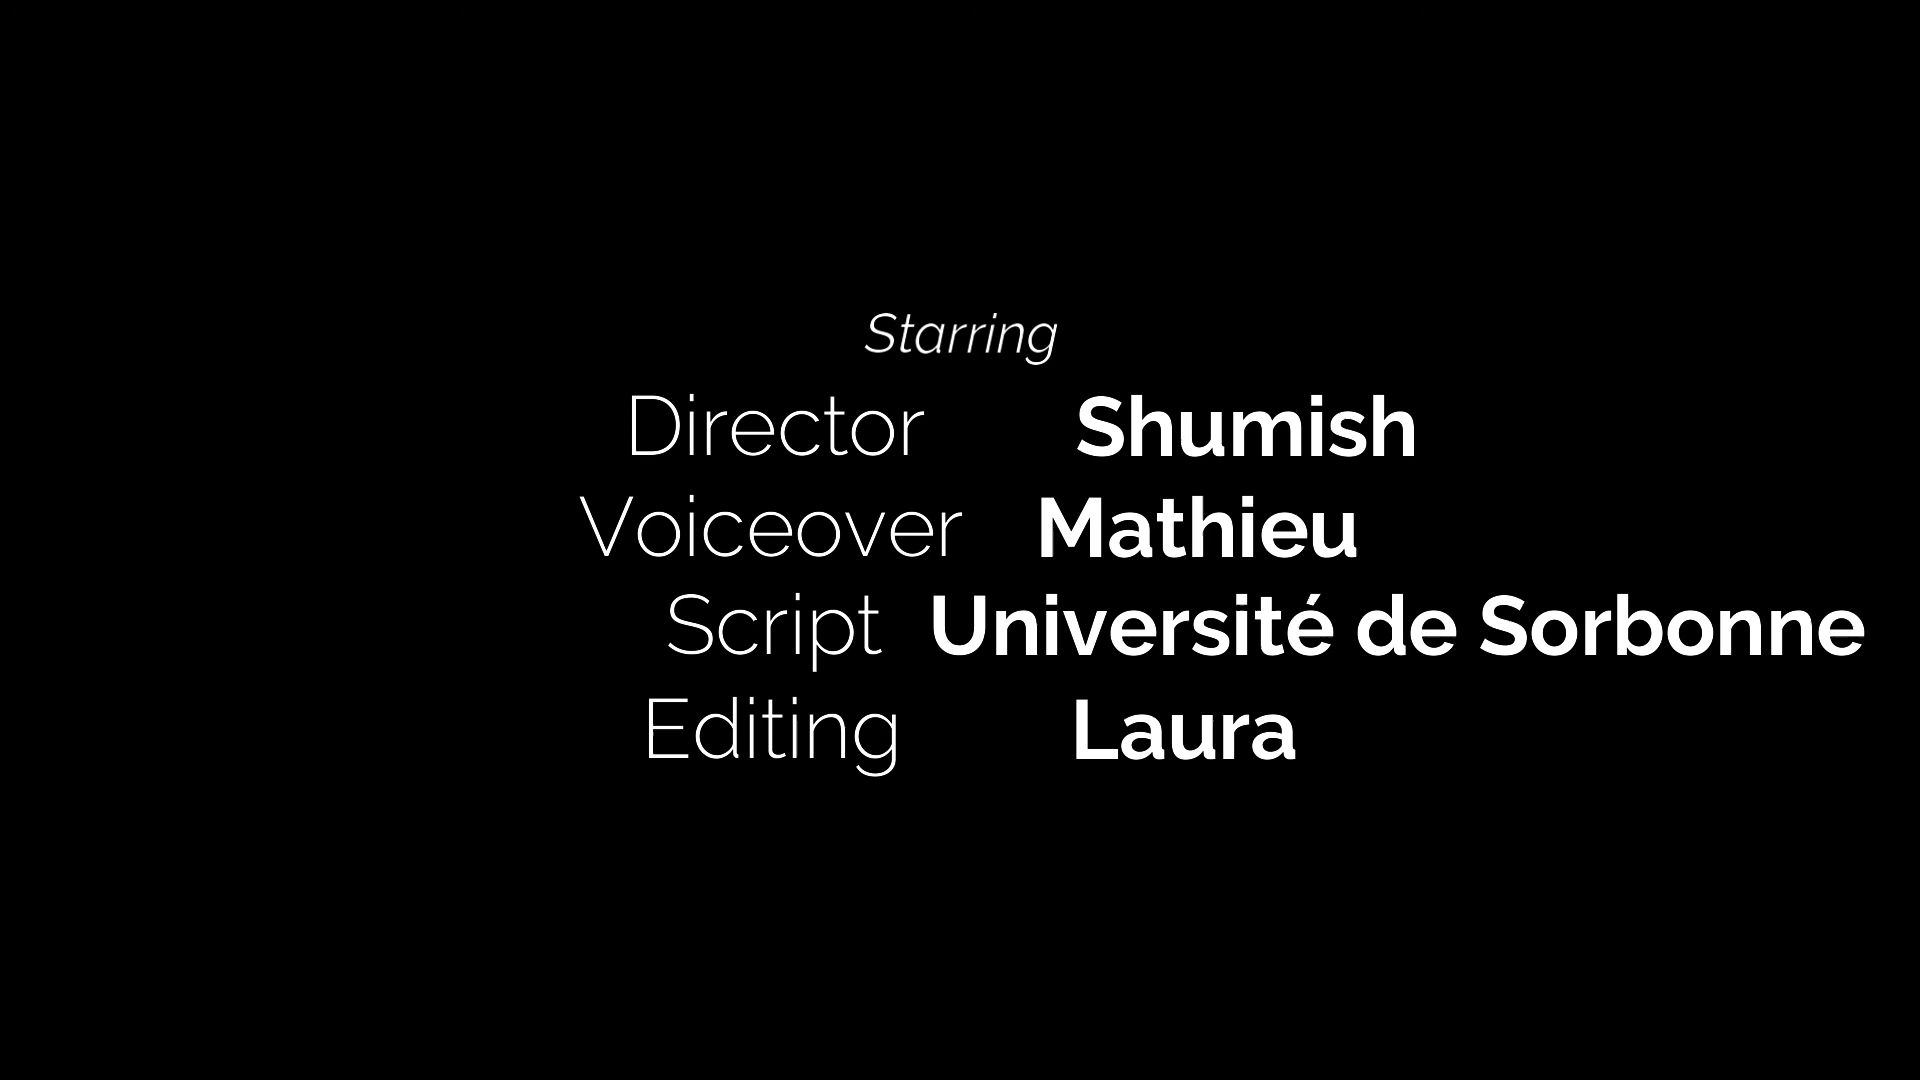 Starring
Director Shumish
Voiceover Mathieu
Script Université de Sorbonne
Editing Laura